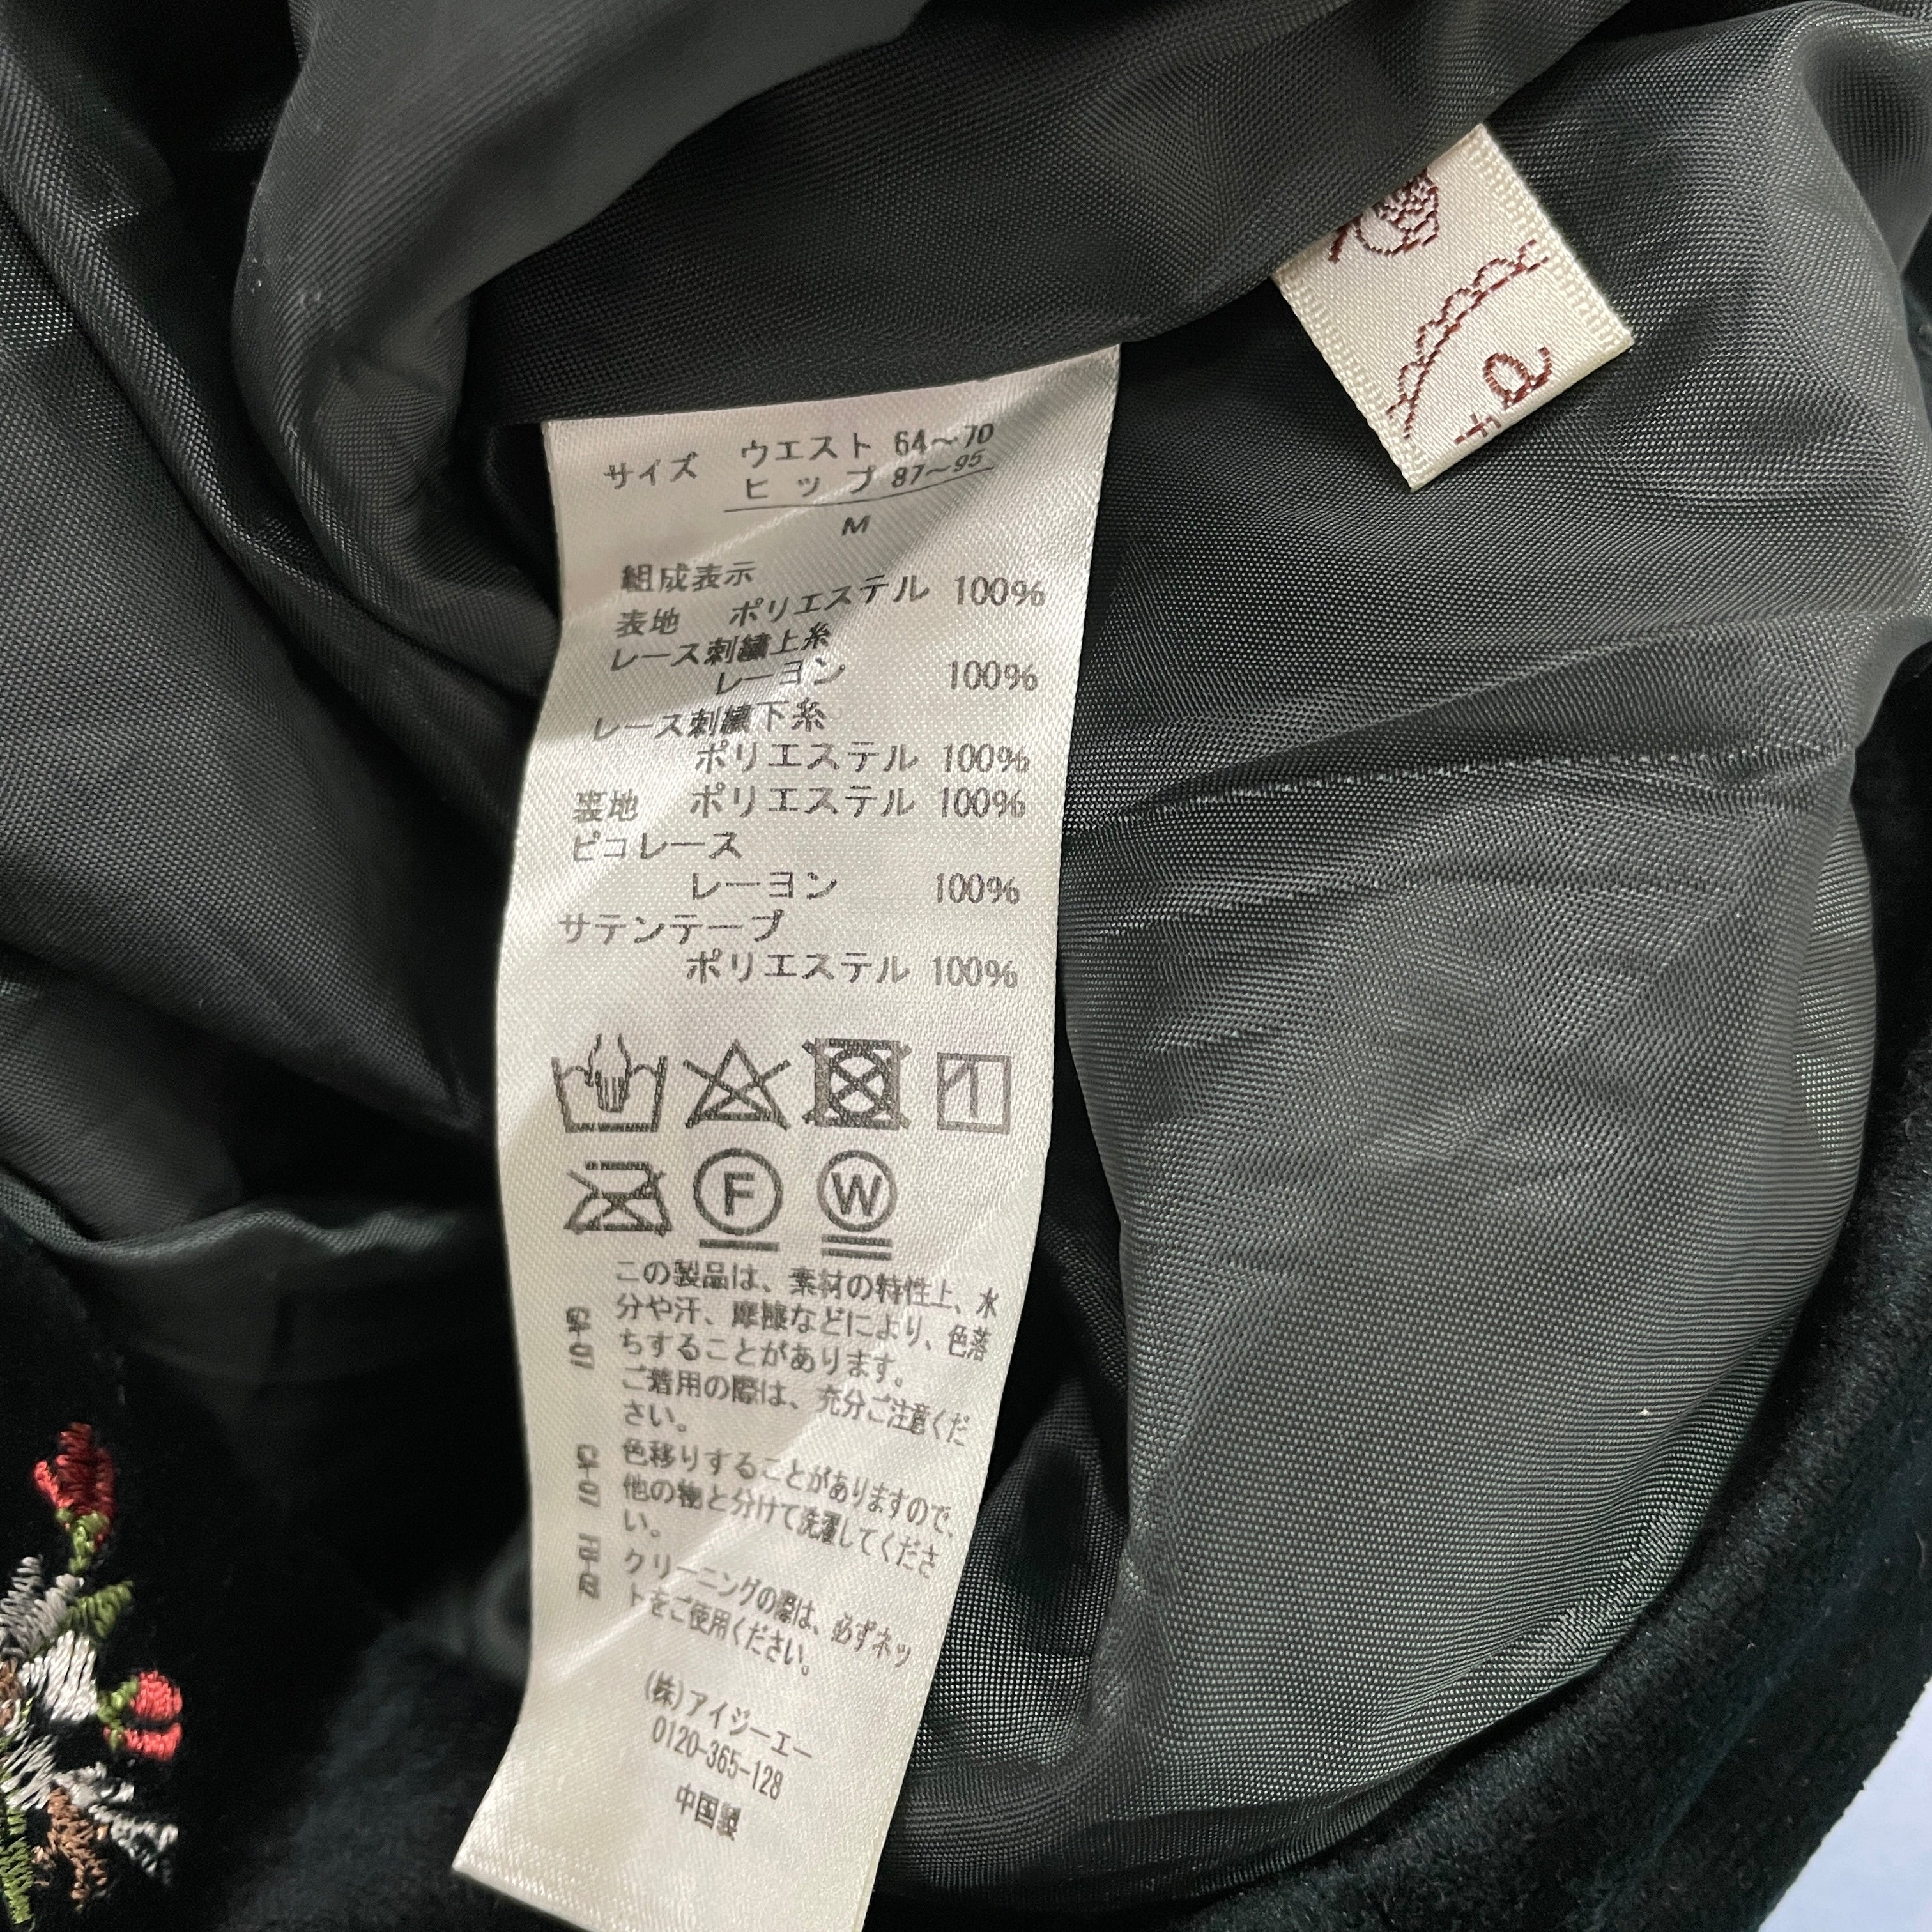 サイズ ウエスト 64〜70
ヒップ 87〜95
M
組成表示
表地 ポリエステル 100%
レース刺繍上糸
レーヨン 100%
レース刺繍下糸
ポリエステル 100%
裏地 ポリエステル 100%
ピコレース
レーヨン 100%
サテンテープ
ポリエステル 100%
F W
この製品は、素材の特性上、水
分や汗、摩擦などにより、色落
ちすることがあります。
ご着用の際は、充分ご注意くだ
さい。
色移りすることがありますので、
他の物と分けて洗濯してくださ
い。
クリーニングの際は、必ずネッ
トをご使用ください。
(株)アイジーエー
0120-365-128
中国製